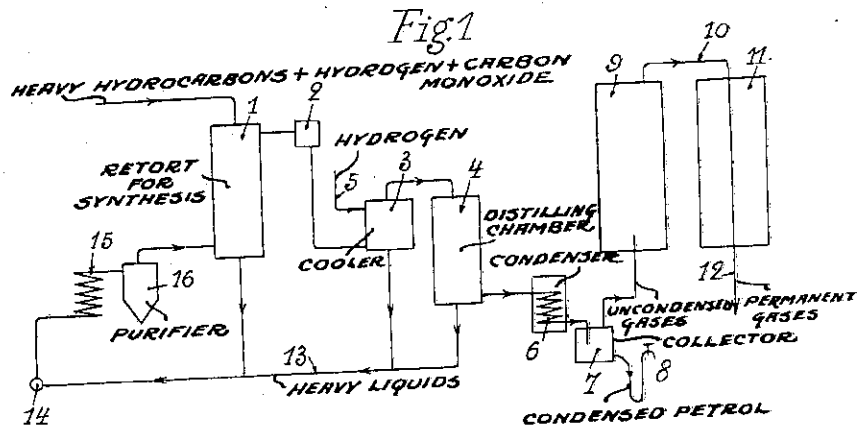 Fig.1
HEAVY HYDROCARBONS + HYDROGEN + CARBON
MONOXIDE
1
2
9
10
11
HYDROGEN
RETORT
FOR
SYNTHESIS
5
3
4
DISTILLING
CHAMBER
15
16
COOLER
CONDENSER
12
PURIFIER
UNCONDENSED
GASES
PERMANENT
GASES
COLLECTOR
6
7
8
13
14
HEAVY LIQUIDS
CONDENSED PETROL